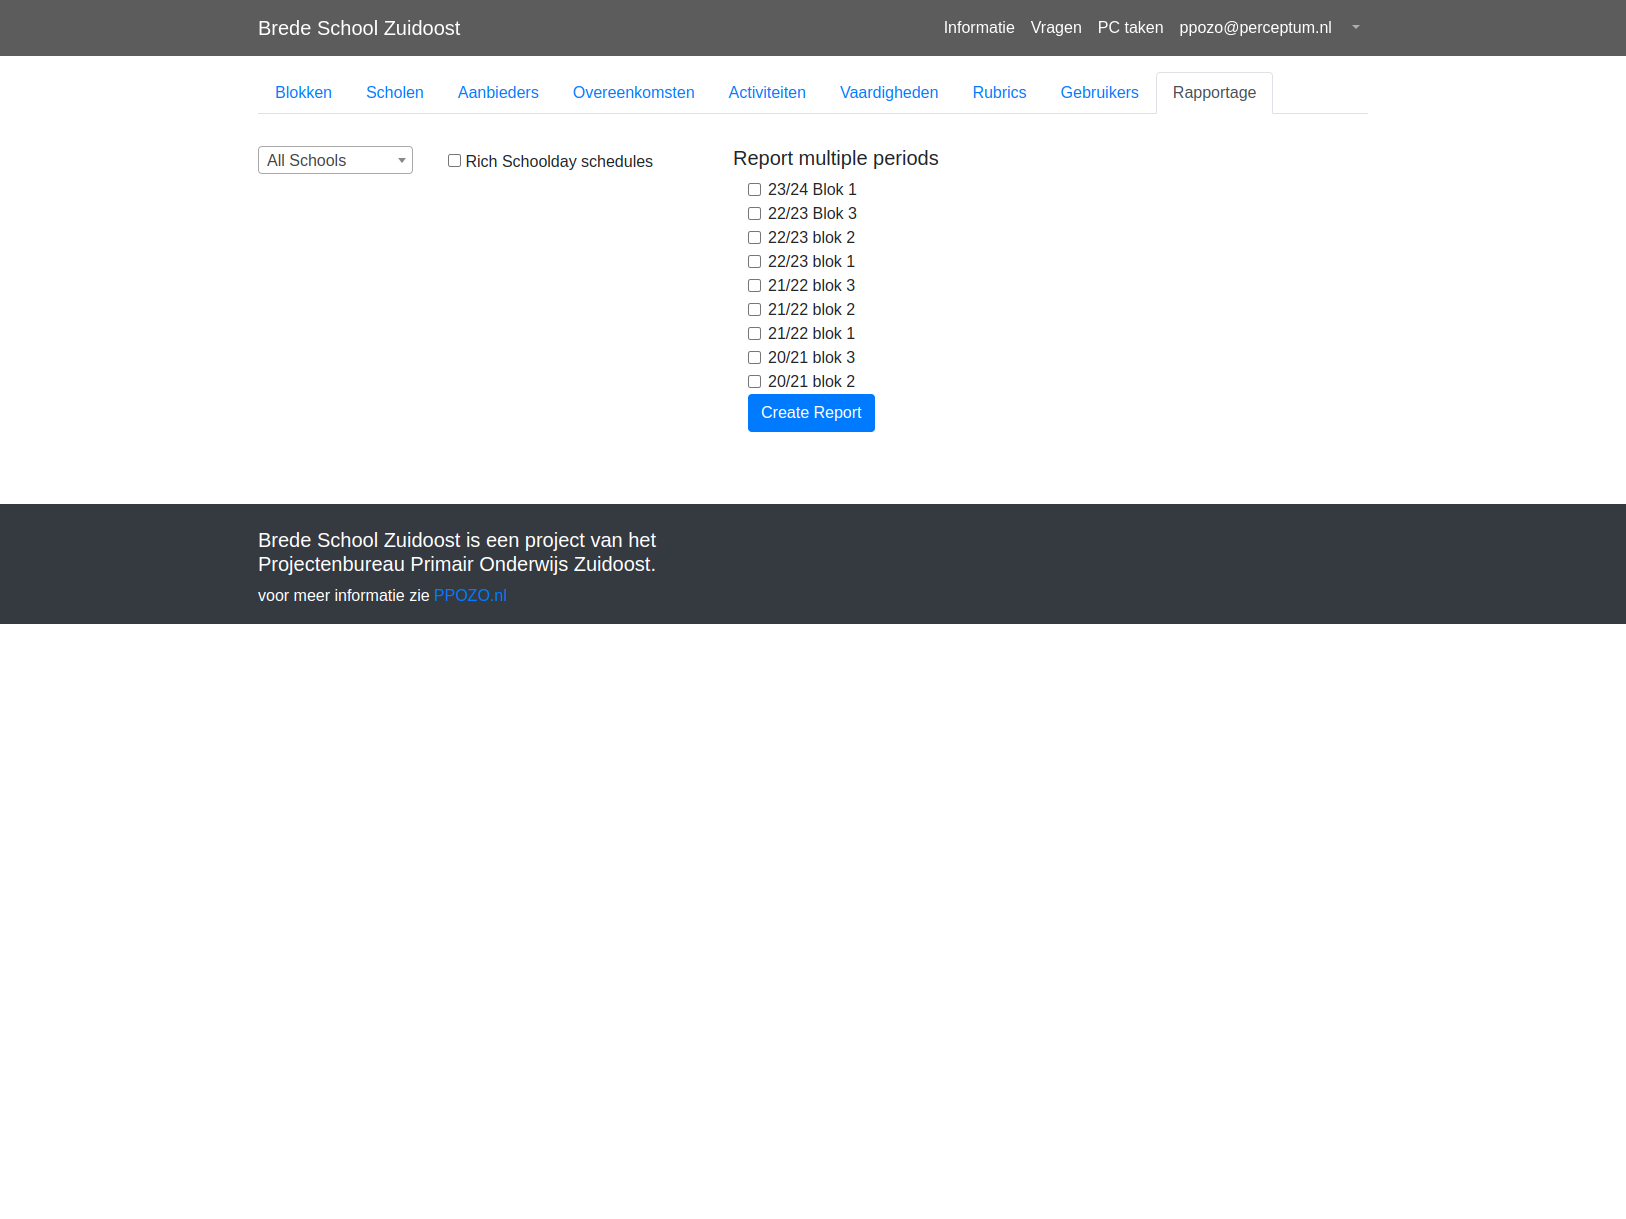 Brede School Zuidoost
Informatie Vragen PC taken ppozo@perceptum.nl
Blokken Scholen Aanbieders Overeenkomsten Activiteiten Vaardigheden Rubrics Gebruikers Rapportage
All Schools
Rich Schoolday schedules
Report multiple periods
23/24 Blok 1
22/23 Blok 3
22/23 blok 2
22/23 blok 1
21/22 blok 3
21/22 blok 2
21/22 blok 1
20/21 blok 3
20/21 blok 2
Create Report
Brede School Zuidoost is een project van het
Projectenbureau Primair Onderwijs Zuidoost.
voor meer informatie zie PPOZO.nl